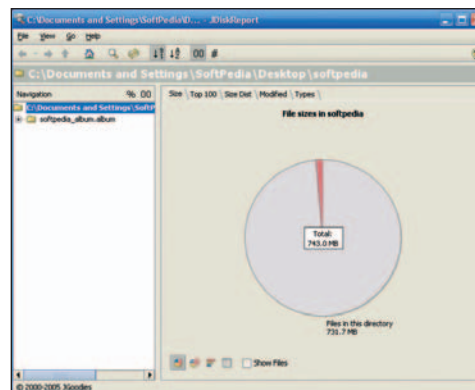 C:\Documents and Settings\SoftPedia\D... - JDiskReport
File View Go Help
C:\Documents and Settings\SoftPedia\Desktop\softpedia
Navigation % 00
C:\Documents and Settings\SoftP
softpedia_album.album
Size Top 100 Size Dist Modified Types
File sizes in softpedia
Total:
743.0 MB
Files in this directory
731.7 MB
Show Files
© 2000-2005 JGoodies